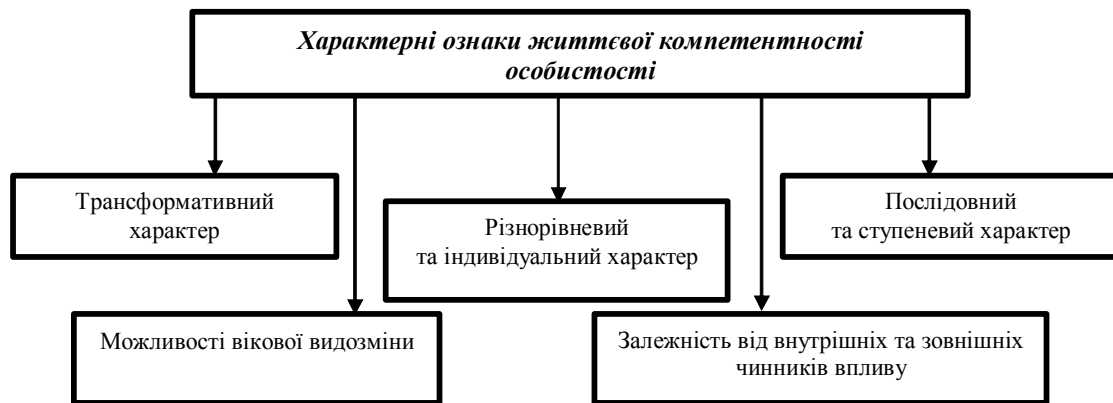 Характерні ознаки життєвої компетентності
особистості
Трансформативний
характер
Різнорівневий
та індивідуальний характер
Послідовний
та ступеневий характер
Можливості вікової видозміни
Залежність від внутрішніх та зовнішніх
чинників впливу